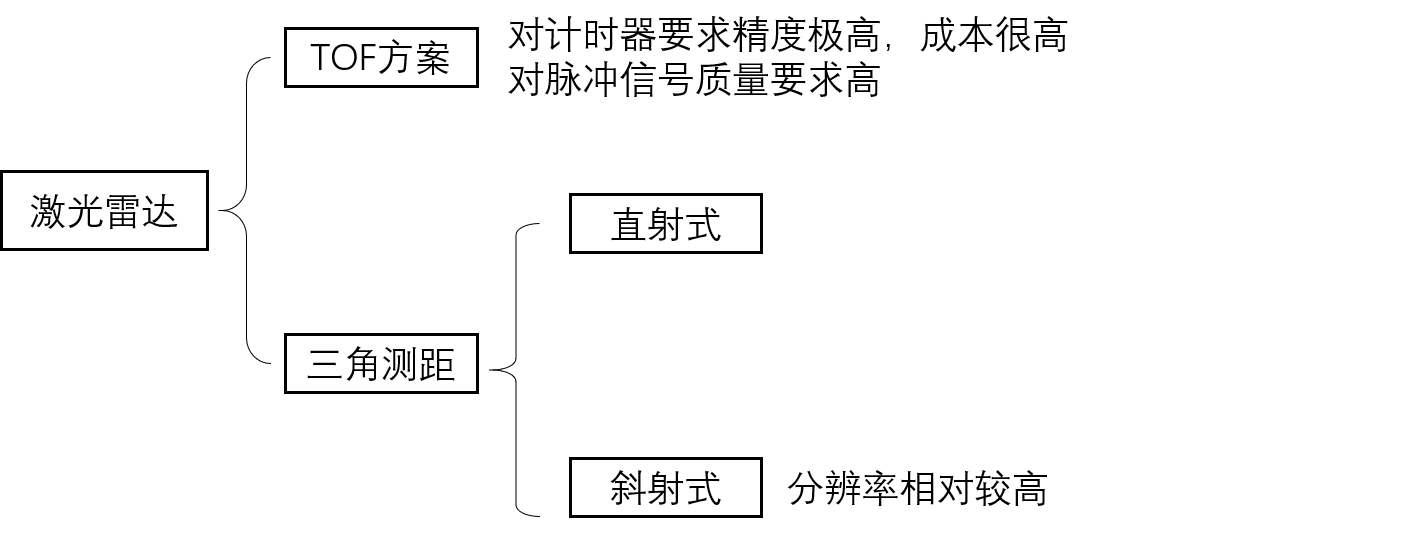 TOF方案
对计时器要求精度极高，成本很高
对脉冲信号质量要求高
激光雷达
直射式
三角测距
斜射式
分辨率相对较高